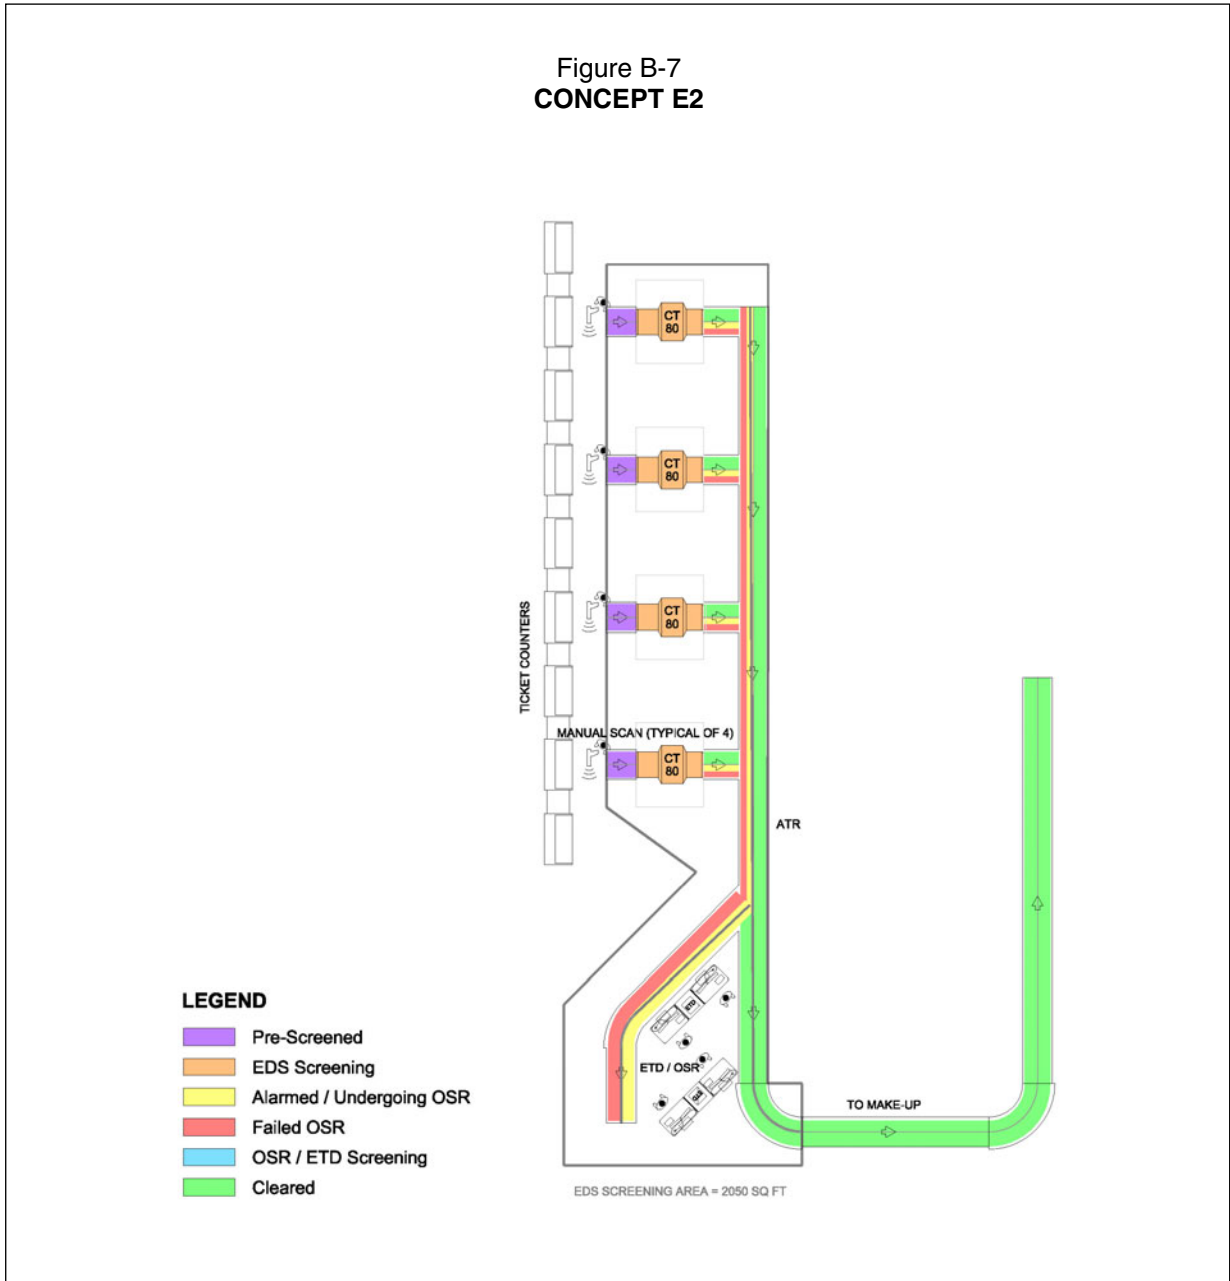 Figure B-7
CONCEPT E2
CT
80
CT
80
CT
80
TICKET COUNTERS
MANUAL SCAN (TYPICAL OF 4)
CT
80
ATR
ETD
ETD / OSR
ETD
TO MAKE-UP
EDS SCREENING AREA = 2050 SQ FT
LEGEND
Pre-Screened
EDS Screening
Alarmed / Undergoing OSR
Failed OSR
OSR / ETD Screening
Cleared